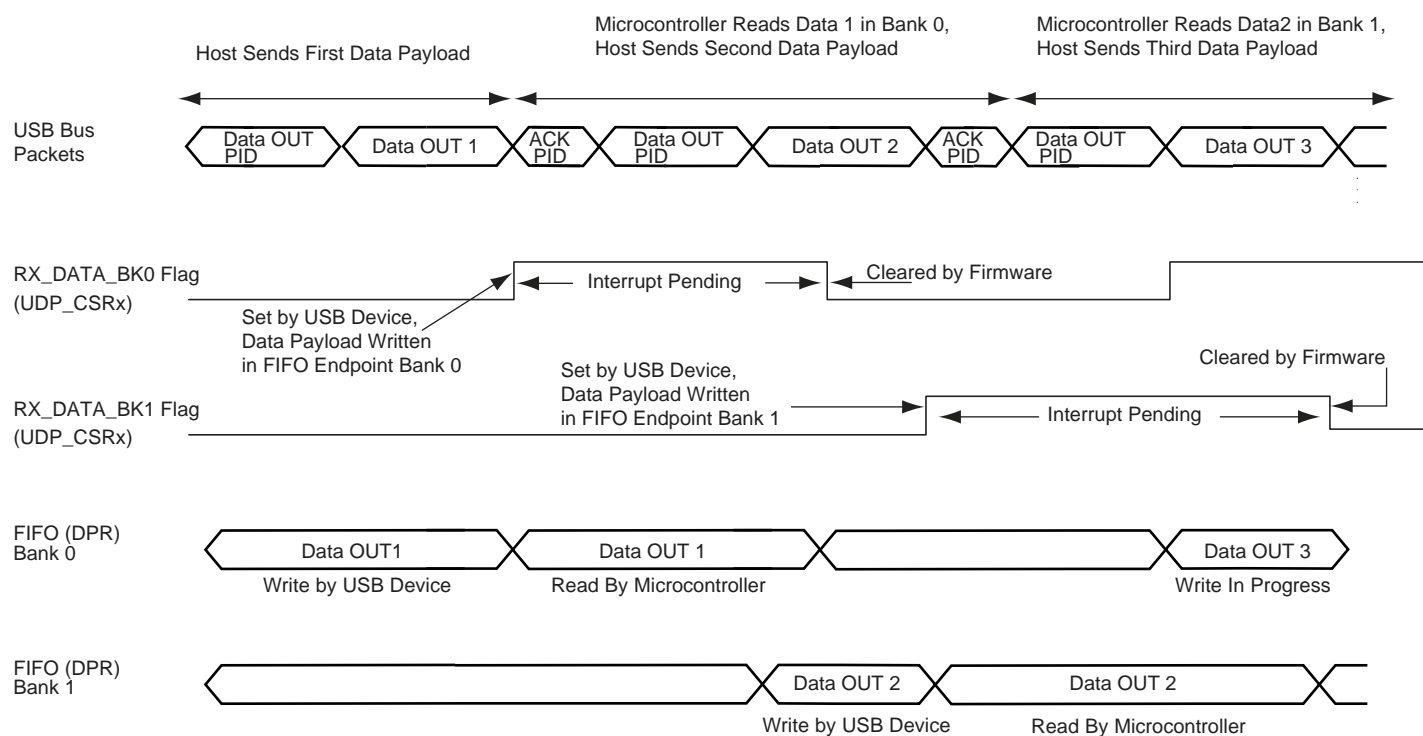 Host Sends First Data Payload
Microcontroller Reads Data 1 in Bank 0,
Host Sends Second Data Payload
Microcontroller Reads Data2 in Bank 1,
Host Sends Third Data Payload
USB Bus
Packets
Data OUT
PID
Data OUT 1
ACK
PID
Data OUT
PID
Data OUT 2
ACK
PID
Data OUT
PID
Data OUT 3
RX_DATA_BK0 Flag
(UDP_CSRx)
Interrupt Pending
Cleared by Firmware
Set by USB Device,
Data Payload Written
in FIFO Endpoint Bank 0
RX_DATA_BK1 Flag
(UDP_CSRx)
Set by USB Device,
Data Payload Written
in FIFO Endpoint Bank 1
Interrupt Pending
Cleared by Firmware
FIFO (DPR)
Bank 0
Data OUT1
Data OUT 1
Data OUT 3
Write by USB Device
Read By Microcontroller
Write In Progress
FIFO (DPR)
Bank 1
Data OUT 2
Data OUT 2
Write by USB Device
Read By Microcontroller